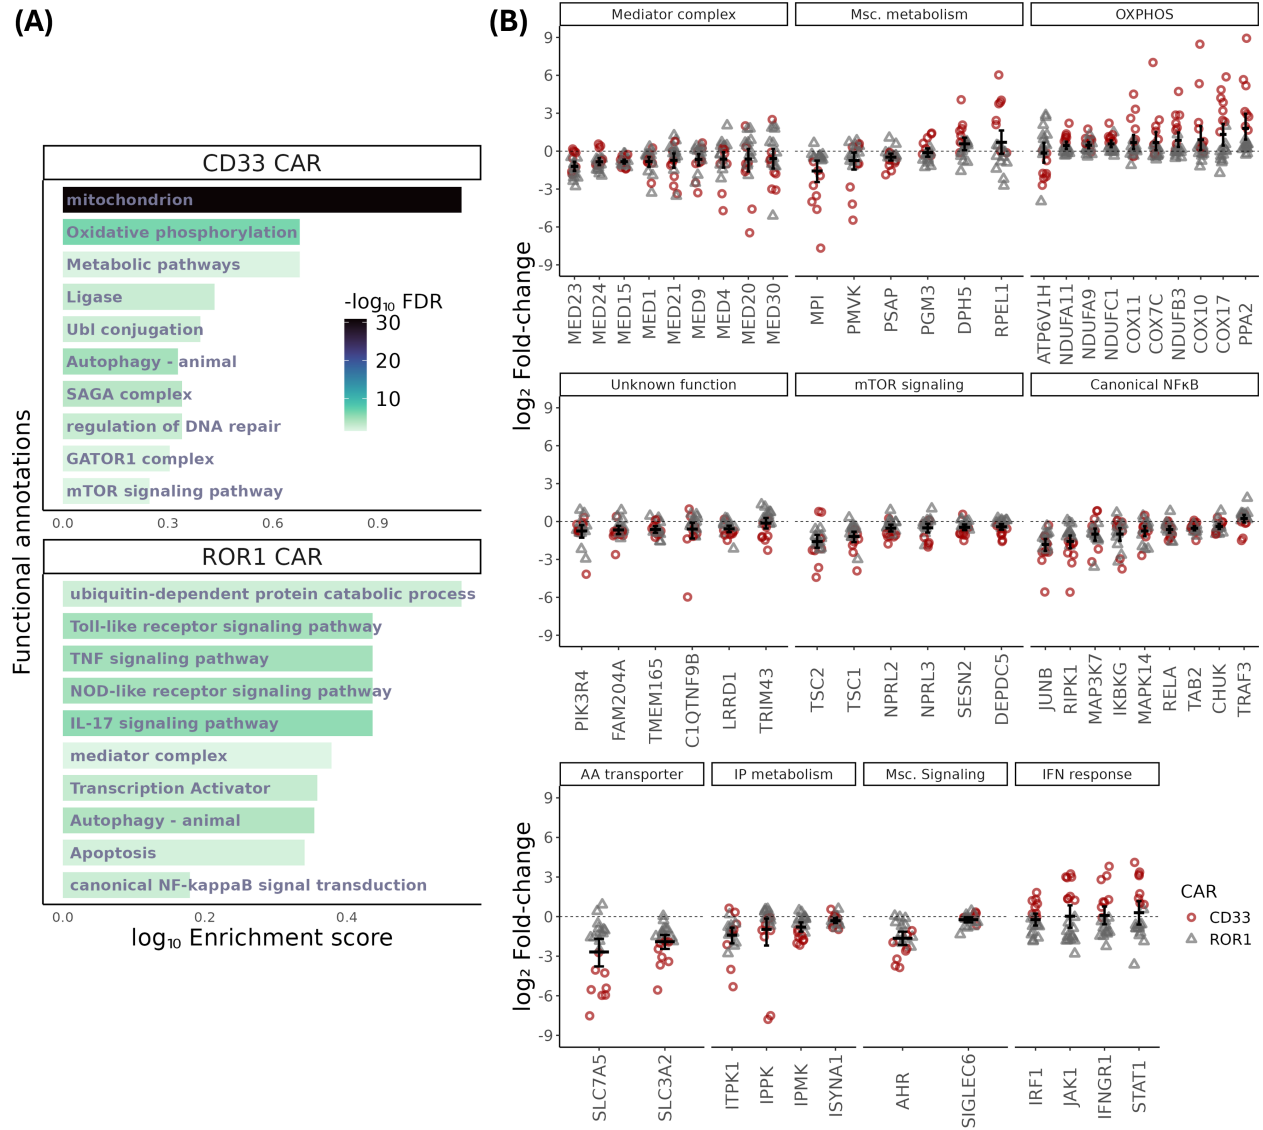 (A)
CD33 CAR
mitochondrion
Oxidative phosphorylation
Metabolic pathways
Ligase
Ubl conjugation
Autophagy - animal
SAGA complex
regulation of DNA repair
GATOR1 complex
mTOR signaling pathway
0.0 0.3 0.6 0.9
-log₁₀ FDR
30
20
10
ROR1 CAR
ubiquitin-dependent protein catabolic process
Toll-like receptor signaling pathway
TNF signaling pathway
NOD-like receptor signaling pathway
IL-17 signaling pathway
mediator complex
Transcription Activator
Autophagy - animal
Apoptosis
canonical NF-kappaB signal transduction
0.0 0.2 0.4
log₁₀ Enrichment score
Functional annotations
(B)
Mediator complex Msc. metabolism OXPHOS
9
6
3
0
-3
-6
-9
MED23 MED24 MED15 MED1 MED21 MED9 MED4 MED20 MED30
MPI PMVK PSAP PGM3 DPH5 RPEL1
ATP6V1H NDUFA11 NDUFA9 NDUFC1 COX11 COX7C NDUFB3 COX10 COX17 PPA2
log₂ Fold-change
Unknown function mTOR signaling Canonical NFκB
9
6
3
0
-3
-6
-9
PIK3R4 FAM204A TMEM165 C1QTNF9B LRRD1 TRIM43
TSC2 TSC1 NPRL2 NPRL3 SESN2 DEPDC5
JUNB RIPK1 MAP3K7 IKBKG MAPK14 RELA TAB2 CHUK TRAF3
AA transporter IP metabolism Msc. Signaling IFN response
9
6
3
0
-3
-6
-9
SLC7A5 SLC3A2
ITPK1 IPPK IPMK ISYNA1
AHR SIGLEC6
IRF1 JAK1 IFNGR1 STAT1
log₂ Fold-change
CAR
CD33
ROR1